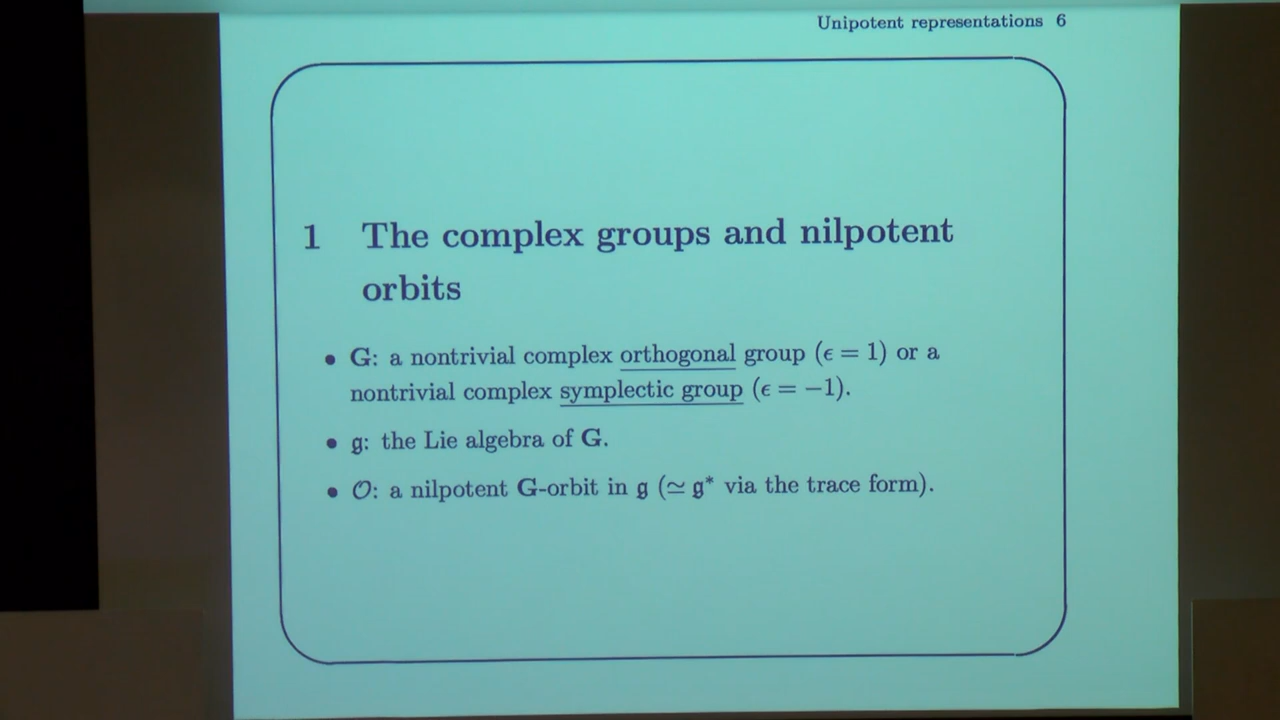 Unipotent representations 6
1 The complex groups and nilpotent
orbits
• G: a nontrivial complex orthogonal group (ϵ = 1) or a
nontrivial complex symplectic group (ϵ = −1).
• 𝔤: the Lie algebra of G.
• 𝒪: a nilpotent G-orbit in 𝔤 (≃ 𝔤* via the trace form).